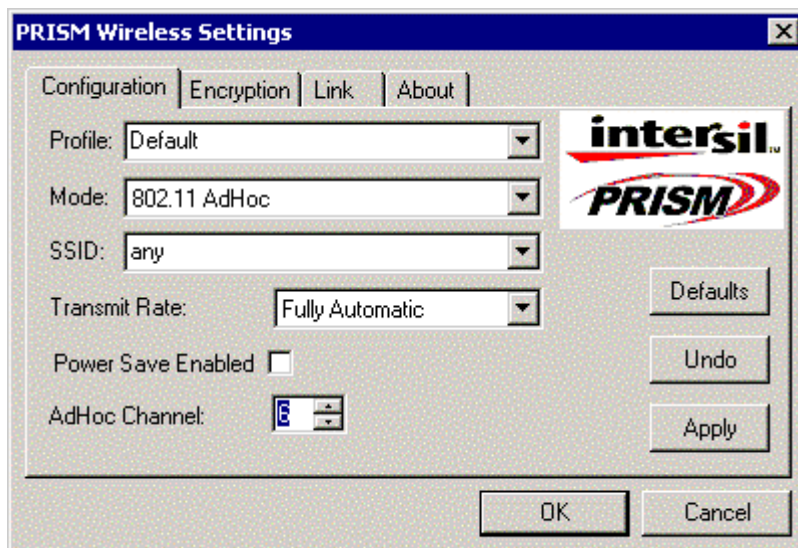 PRISM Wireless Settings
Configuration Encryption Link About
Profile: Default
intersil™
PRISM
Mode: 802.11 AdHoc
SSID: any
Transmit Rate: Fully Automatic
Defaults
Power Save Enabled
Undo
AdHoc Channel: 6
Apply
OK Cancel